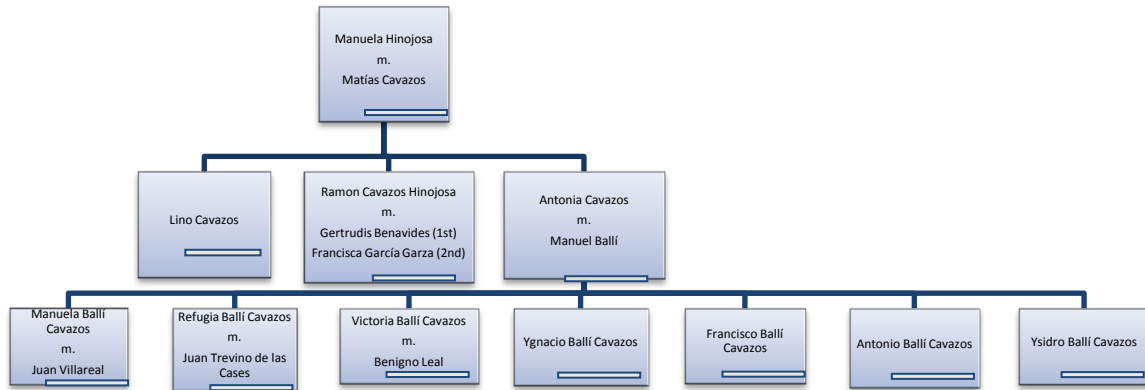 Manuela Hinojosa
m.
Matías Cavazos
Lino Cavazos
Ramon Cavazos Hinojosa
m.
Gertrudis Benavides (1st)
Francisca García Garza (2nd)
Antonia Cavazos
m.
Manuel Ballí
Manuela Ballí
Cavazos
m.
Juan Villareal
Refugia Ballí Cavazos
m.
Juan Trevino de las
Cases
Victoria Ballí Cavazos
m.
Benigno Leal
Ygnacio Ballí Cavazos
Francisco Ballí
Cavazos
Antonio Ballí Cavazos
Ysidro Ballí Cavazos